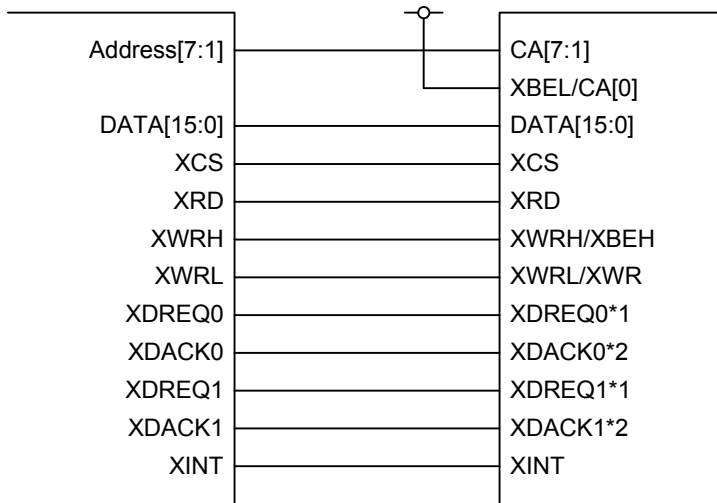 Address[7:1] CA[7:1]
XBEL/CA[0]
DATA[15:0] DATA[15:0]
XCS XCS
XRD XRD
XWRH XWRH/XBEH
XWRL XWRL/XWR
XDREQ0 XDREQ0*1
XDACK0 XDACK0*2
XDREQ1 XDREQ1*1
XDACK1 XDACK1*2
XINT XINT